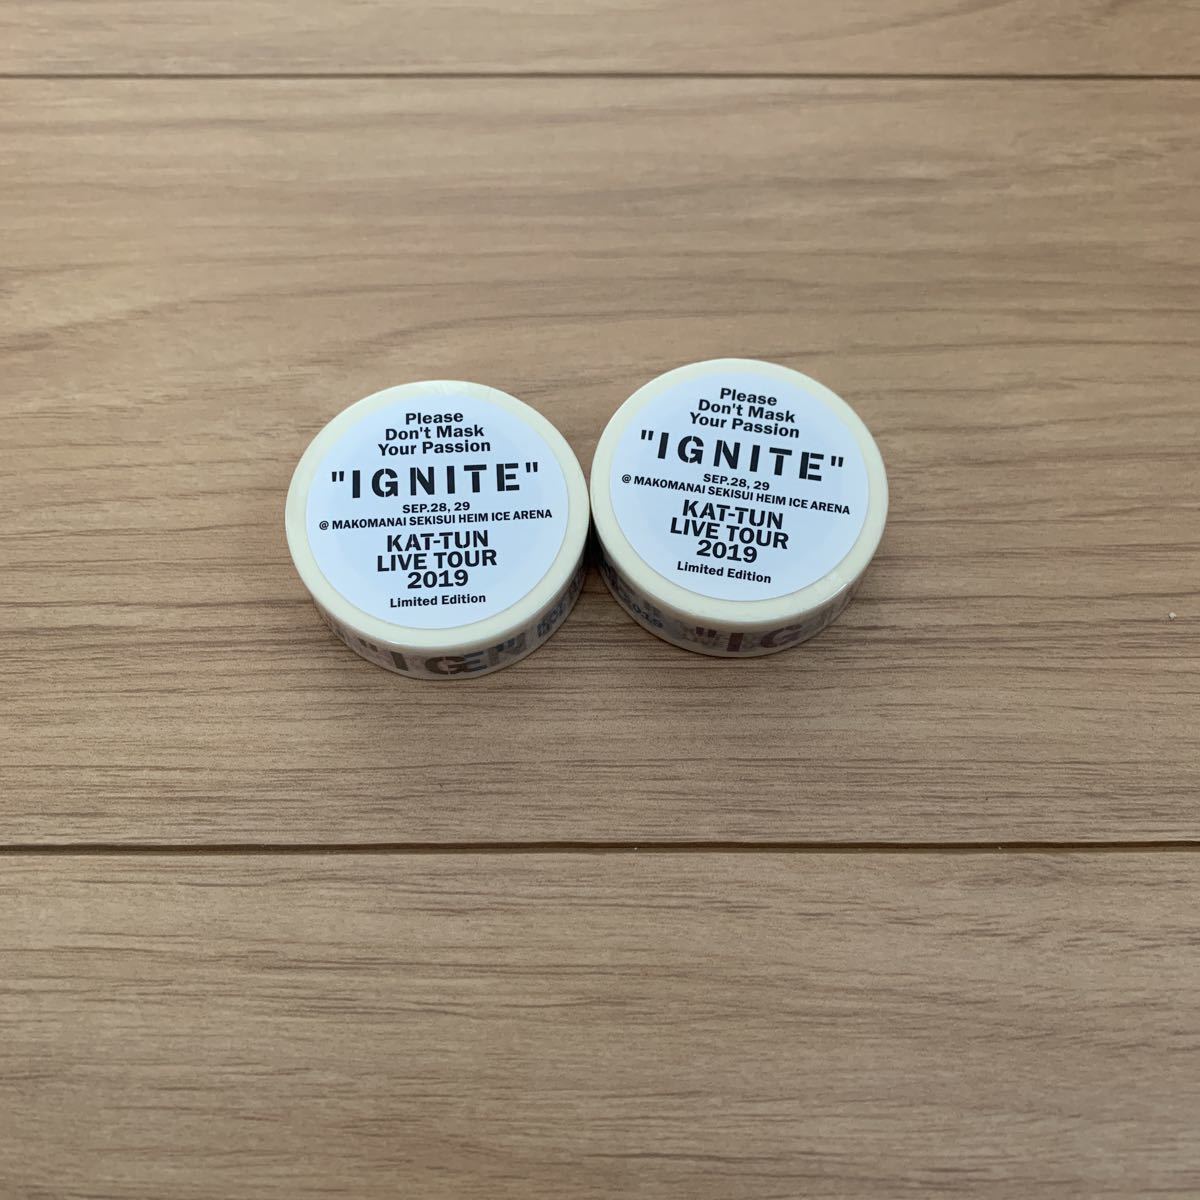 Please
Don't Mask
Your Passion
"IGNITE"
SEP.28, 29
@ MAKOMANAI SEKISUI HEIM ICE ARENA
KAT-TUN
LIVE TOUR
2019
Limited Edition
Please
Don't Mask
Your Passion
"IGNITE"
SEP.28, 29
@ MAKOMANAI SEKISUI HEIM ICE ARENA
KAT-TUN
LIVE TOUR
2019
Limited Edition